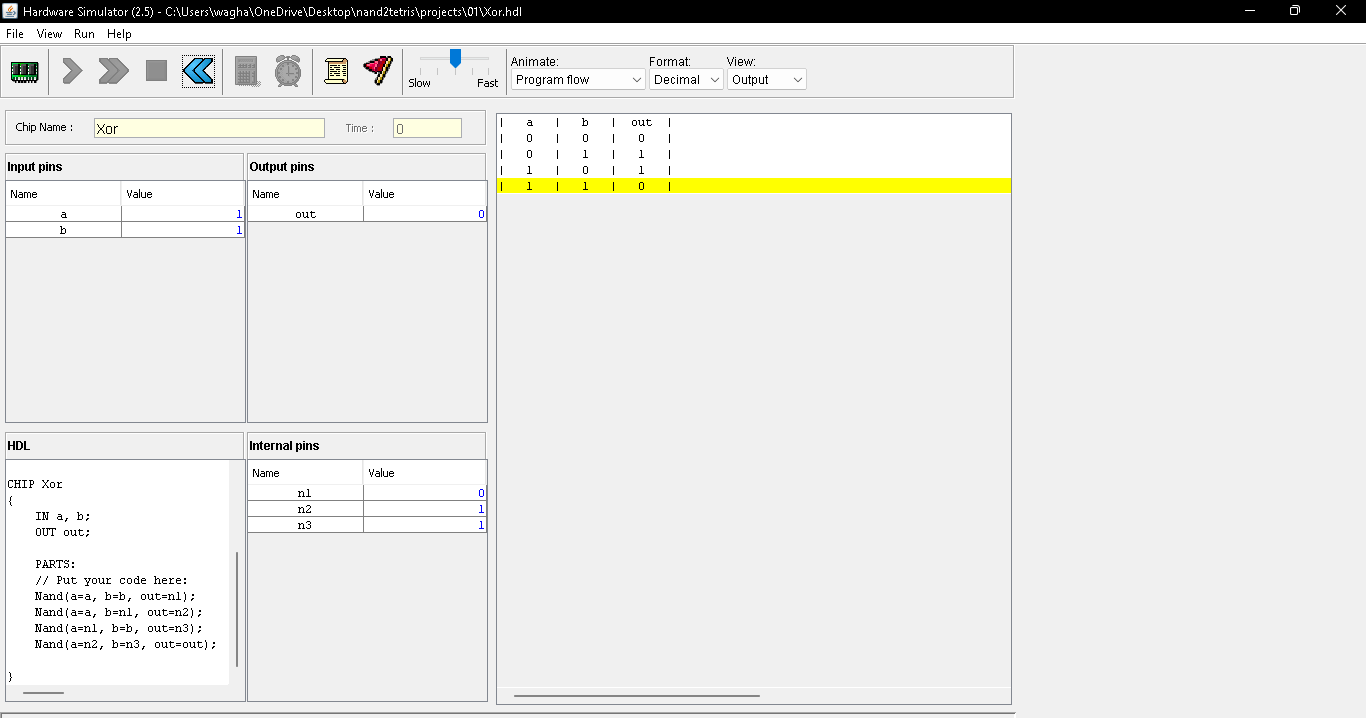 Hardware Simulator (2.5) - C:\Users\wagha\OneDrive\Desktop\nand2tetris\projects\01\Xor.hdl
File View Run Help
Slow Fast
Animate: Format: View:
Program flow Decimal Output
Chip Name : Xor Time : 0
Input pins
Name Value
a 1
b 1
Output pins
Name Value
out 0
HDL
CHIP Xor
{
IN a, b;
OUT out;
PARTS:
// Put your code here:
Nand(a=a, b=b, out=n1);
Nand(a=a, b=n1, out=n2);
Nand(a=n1, b=b, out=n3);
Nand(a=n2, b=n3, out=out);
}
Internal pins
Name Value
n1 0
n2 1
n3 1
| a | b | out |
| 0 | 0 | 0 |
| 0 | 1 | 1 |
| 1 | 0 | 1 |
| 1 | 1 | 0 |